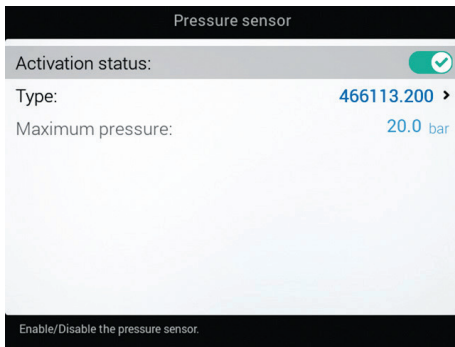 Pressure sensor
Activation status:
Type: 466113.200 >
Maximum pressure: 20.0 bar
Enable/Disable the pressure sensor.